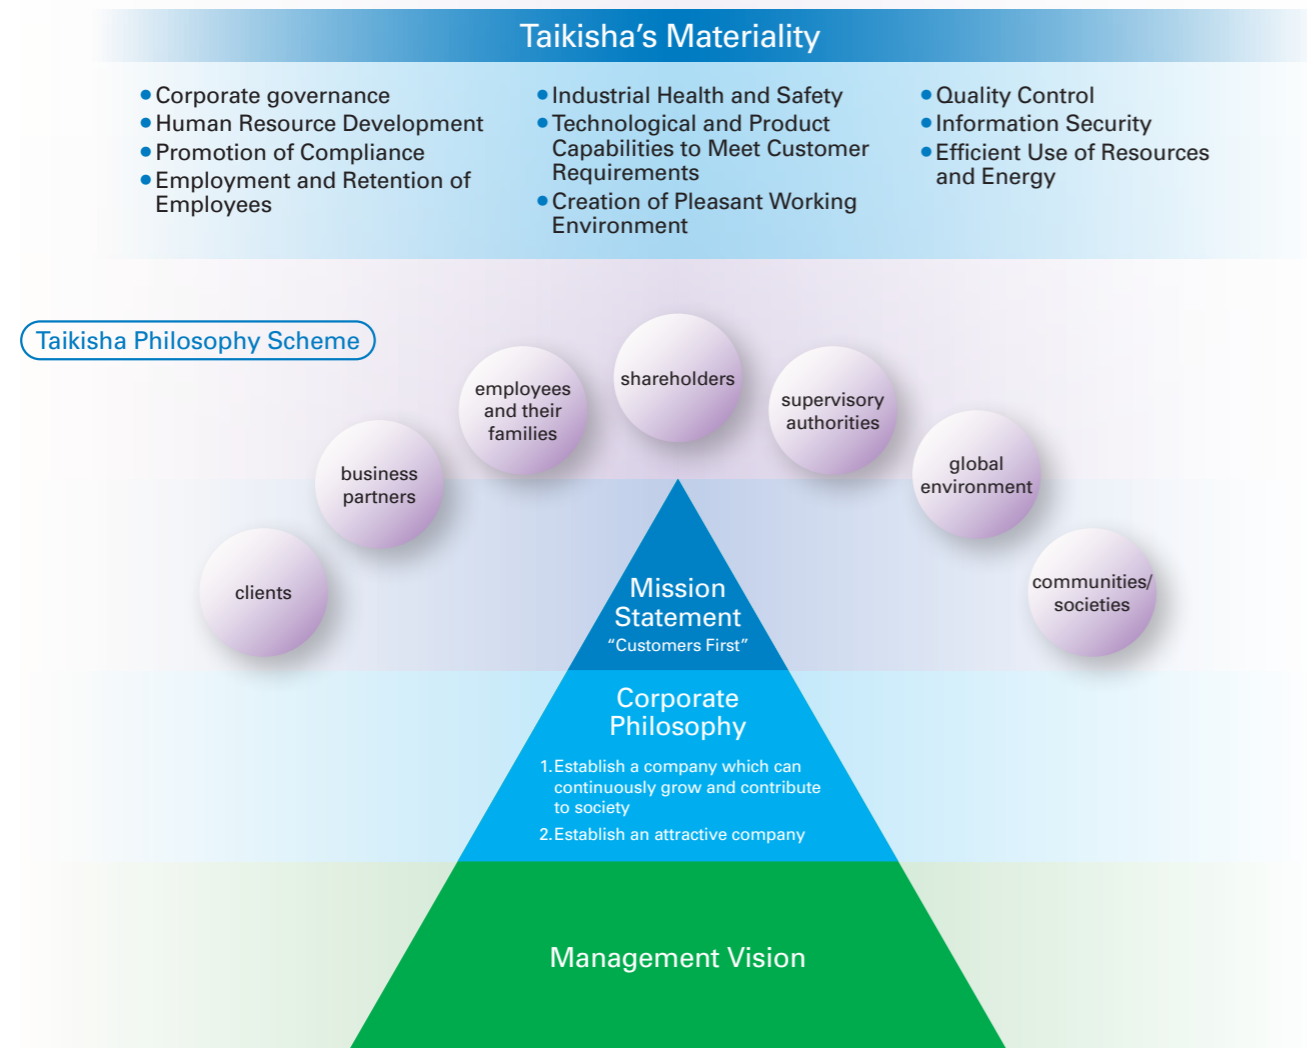 Taikisha’s Materiality
• Corporate governance
• Human Resource Development
• Promotion of Compliance
• Employment and Retention of
Employees
• Industrial Health and Safety
• Technological and Product
Capabilities to Meet Customer
Requirements
• Creation of Pleasant Working
Environment
• Quality Control
• Information Security
• Efficient Use of Resources
and Energy
Taikisha Philosophy Scheme
clients
business
partners
employees
and their
families
shareholders
supervisory
authorities
global
environment
communities/
societies
Mission
Statement
“Customers First”
Corporate
Philosophy
1. Establish a company which can
continuously grow and contribute
to society
2. Establish an attractive company
Management Vision